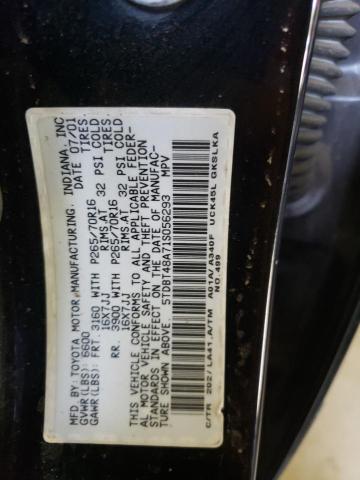 MFD. BY: TOYOTA MOTOR MANUFACTURING, INDIANA, INC
GVWR(LBS): 6600 DATE 07/01
GAWR(LBS): FRT. 3160 WITH P265/70R16 TIRES.
16X7JJ RIMS, AT 32 PSI COLD
RR. 3900 WITH P265/70R16 TIRES.
16X7JJ RIMS, AT 32 PSI COLD
THIS VEHICLE CONFORMS TO ALL APPLICABLE FEDER-
AL MOTOR VEHICLE SAFETY AND THEFT PREVENTION
STANDARDS IN EFFECT ON THE DATE OF MANUFAC-
TURE SHOWN ABOVE.
5TDBT48A71S056293 MPV
C/TR 202/LA41,A/TM A01A/A340F UCK45L GKSLKA
NO.499